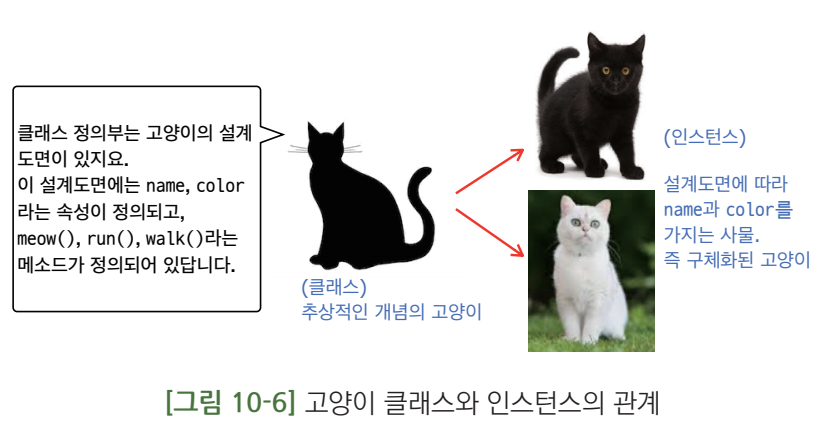 클래스 정의부는 고양이의 설계
도면이 있지요.
이 설계도면에는 name, color
라는 속성이 정의되고,
meow(), run(), walk()라는
메소드가 정의되어 있답니다.
(클래스)
추상적인 개념의 고양이
(인스턴스)
설계도면에 따라
name과 color를
가지는 사물.
즉 구체화된 고양이
[그림 10-6] 고양이 클래스와 인스턴스의 관계